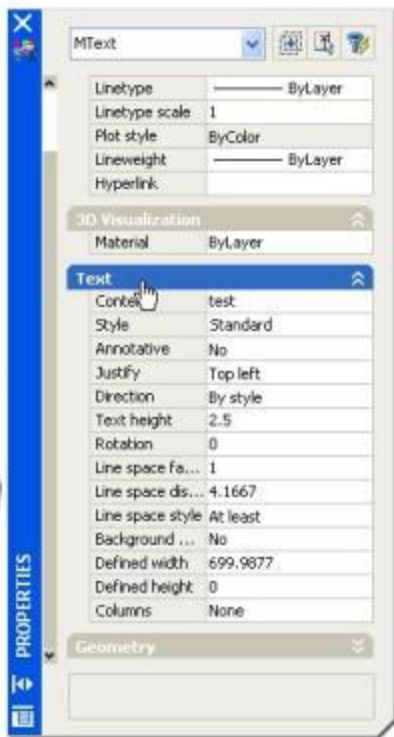 MText
Linetype ByLayer
Linetype scale 1
Plot style ByColor
Lineweight ByLayer
Hyperlink
3D Visualization
Material ByLayer
Text
Conte
Style Standard
test
Annotative No
Justify Top left
Direction By style
Text height 2.5
Rotation 0
Line space fa... 1
Line space dis... 4.1667
Line space style At least
Background ... No
Defined width 699.9877
Defined height 0
Columns None
Geometry
PROPERTIES